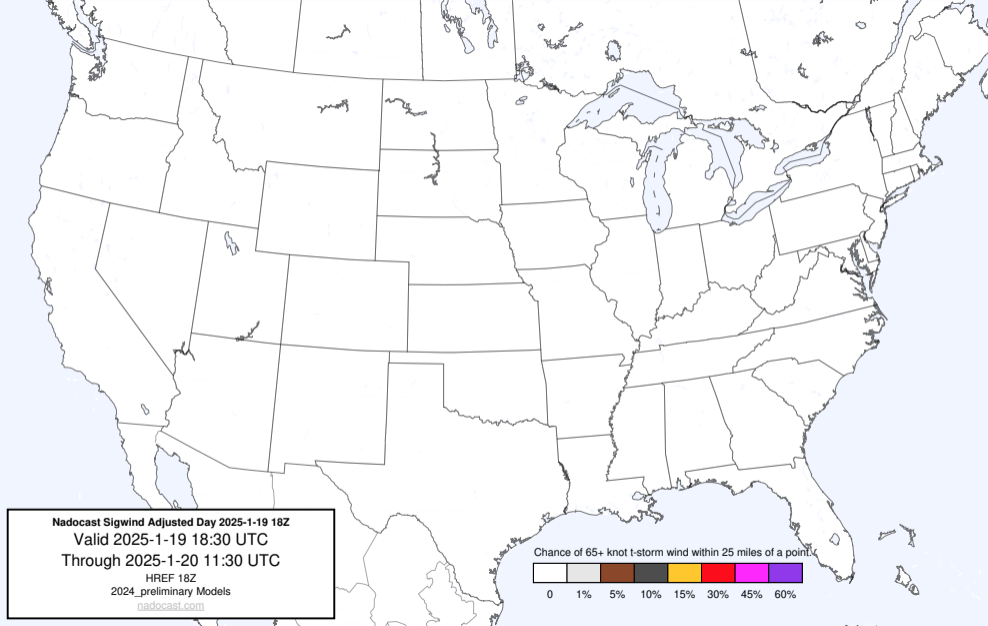 Nadocast Sigwind Adjusted Day 2025-1-19 18Z
Valid 2025-1-19 18:30 UTC
Through 2025-1-20 11:30 UTC
HREF 18Z
2024_preliminary Models
nadocast.com
Chance of 65+ knot t-storm wind within 25 miles of a point.
0 1% 5% 10% 15% 30% 45% 60%